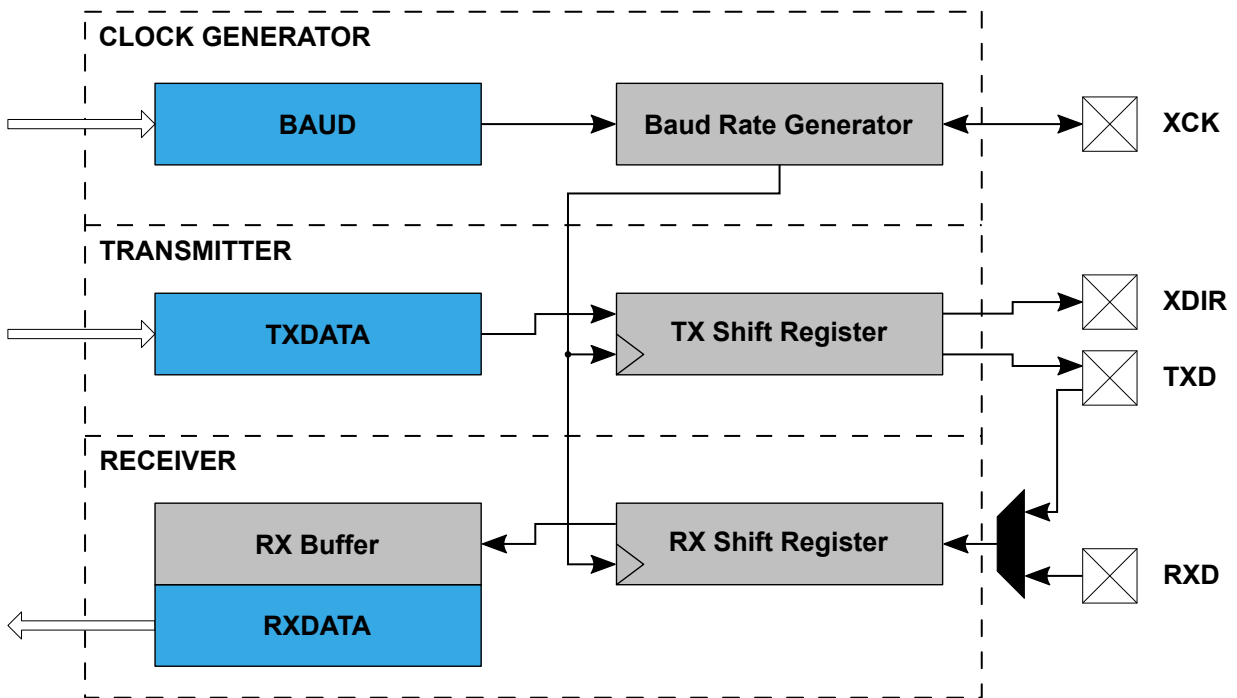 CLOCK GENERATOR
BAUD
Baud Rate Generator
XCK
TRANSMITTER
TXDATA
TX Shift Register
XDIR
TXD
RECEIVER
RX Buffer
RX Shift Register
RXD
RXDATA